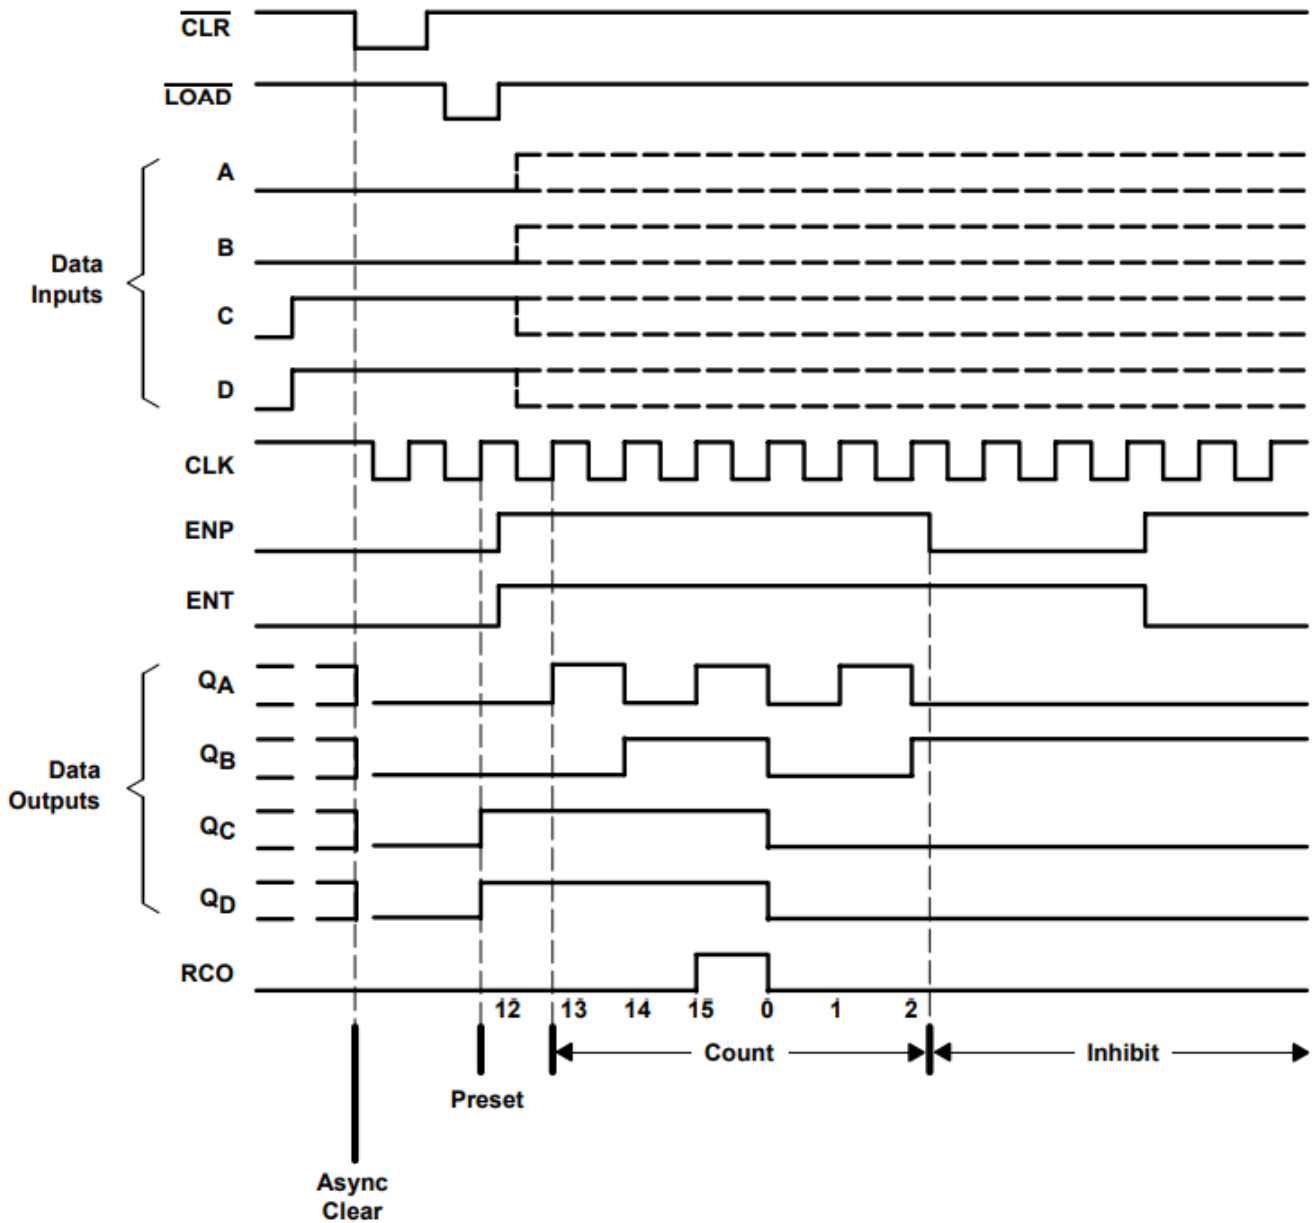 CLR
LOAD
A
B
Data
Inputs
C
D
CLK
ENP
ENT
QA
QB
Data
Outputs
QC
QD
RCO
12 13 14 15 0 1 2
Count Inhibit
Preset
Async
Clear